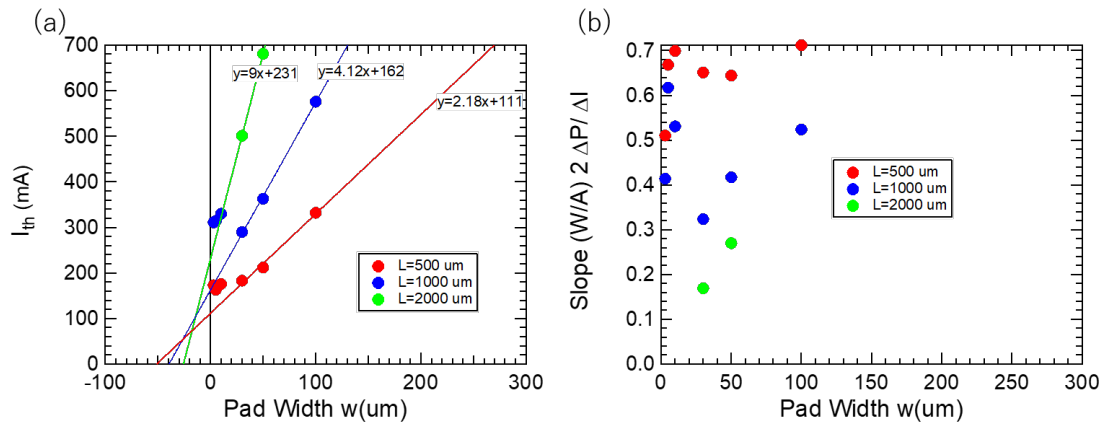 (a)
(b)
700
600
500
400
300
200
100
0
-100
0
100
200
300
I_th (mA)
Pad Width w(um)
y=9x+231
y=4.12x+162
y=2.18x+111
L=500 um
L=1000 um
L=2000 um
0.7
0.6
0.5
0.4
0.3
0.2
0.1
0.0
0
50
100
150
200
250
300
Slope (W/A) 2 ΔP/ ΔI
Pad Width w(um)
L=500 um
L=1000 um
L=2000 um